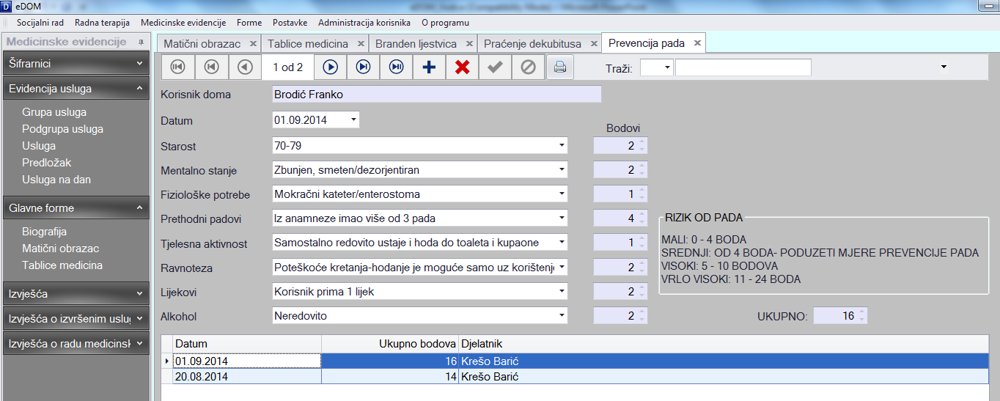 eDOM
Socijalni rad Radna terapija Medicinske evidencije Forme Postavke Administracija korisnika O programu
Medicinske evidencije
Šifrarnici
Evidencija usluga
Grupa usluga
Podgrupa usluga
Usluga
Predložak
Usluga na dan
Glavne forme
Biografija
Matični obrazac
Tablice medicina
Izvješća
Izvješća o izvršenim uslu
Izvješća o radu medicinsk
Matični obrazac Tablice medicina Branden ljestvica Praćenje dekubitusa Prevencija pada
1 od 2 Traži:
Korisnik doma Brodić Franko
Datum 01.09.2014
Bodovi
Starost 70-79 2
Mentalno stanje Zbunjen, smeten/dezorjentiran 2
Fiziološke potrebe Mokračni kateter/enterostoma 1
Prethodni padovi Iz anamneze imao više od 3 pada 4
Tjelesna aktivnost Samostalno redovito ustaje i hoda do toaleta i kupaone 1
Ravnoteza Poteškoće kretanja-hodanje je moguće samo uz korištenje 2
Lijekovi Korisnik prima 1 lijek 2
Alkohol Neredovito 2
RIZIK OD PADA
MALI: 0 - 4 BODA
SREDNJI: OD 4 BODA- PODUZETI MJERE PREVENCIJE PADA
VISOKI: 5 - 10 BODOVA
VRLO VISOKI: 11 - 24 BODA
UKUPNO: 16
Datum Ukupno bodova Djelatnik
01.09.2014 16 Krešo Barić
20.08.2014 14 Krešo Barić